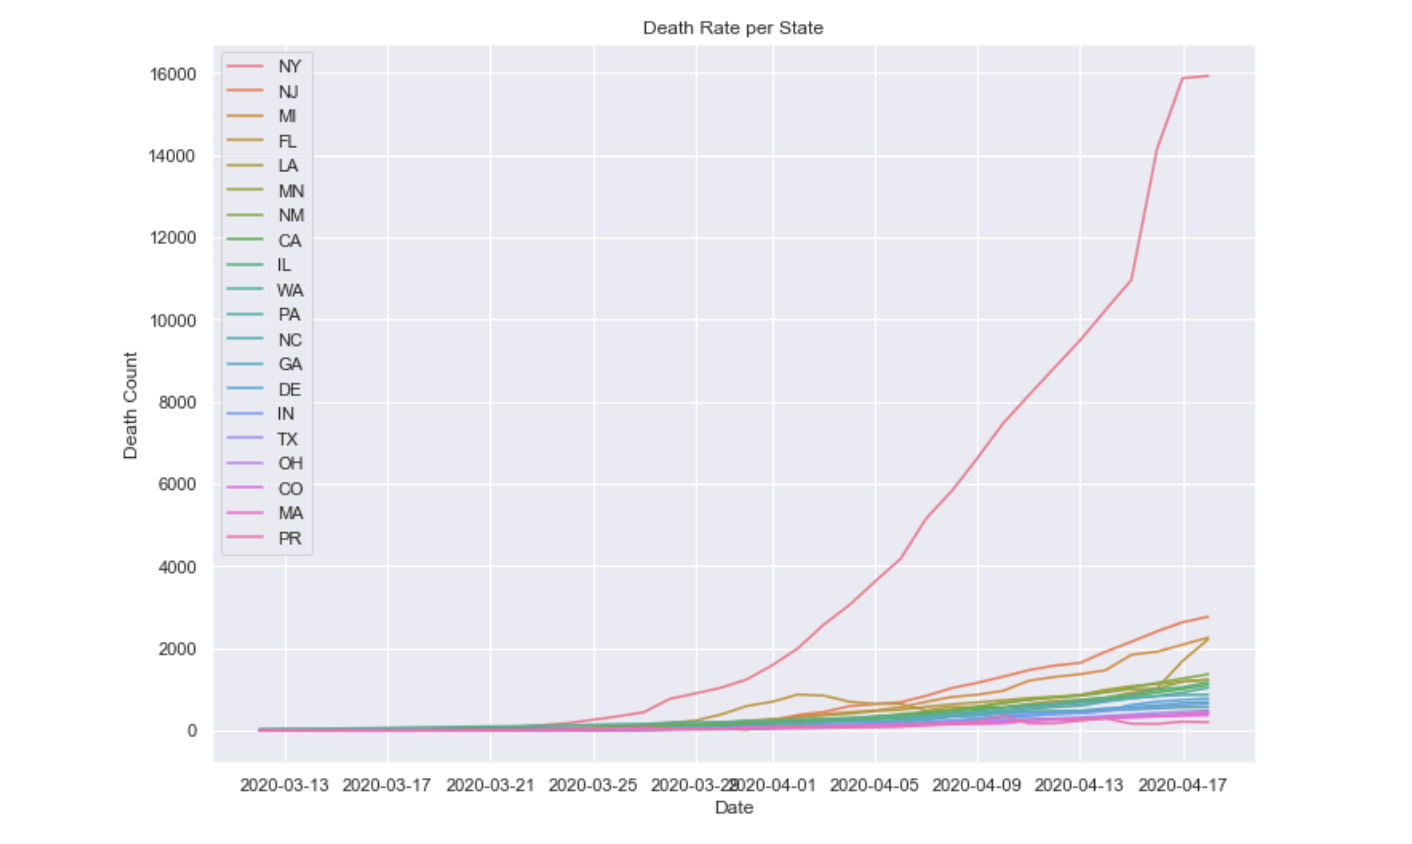 Death Rate per State
NY
NJ
MI
FL
LA
MN
NM
CA
IL
WA
PA
NC
GA
DE
IN
TX
OH
CO
MA
PR
16000
14000
12000
10000
8000
6000
4000
2000
0
Death Count
2020-03-13 2020-03-17 2020-03-21 2020-03-25 2020-03-29 2020-04-01 2020-04-05 2020-04-09 2020-04-13 2020-04-17
Date